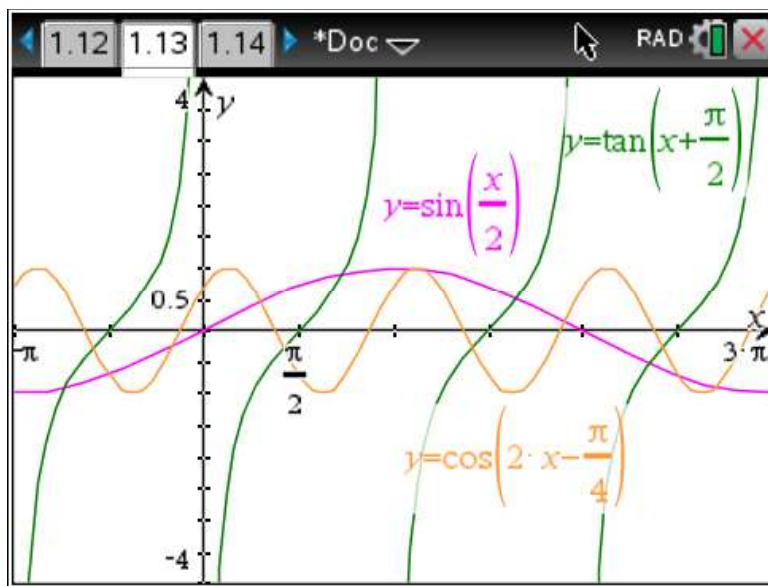 1.12 1.13 1.14 *Doc RAD
4 y
y=tan(x+π/2)
y=sin(x/2)
0.5
x
-π π/2 3·π
y=cos(2·x-π/4)
-4